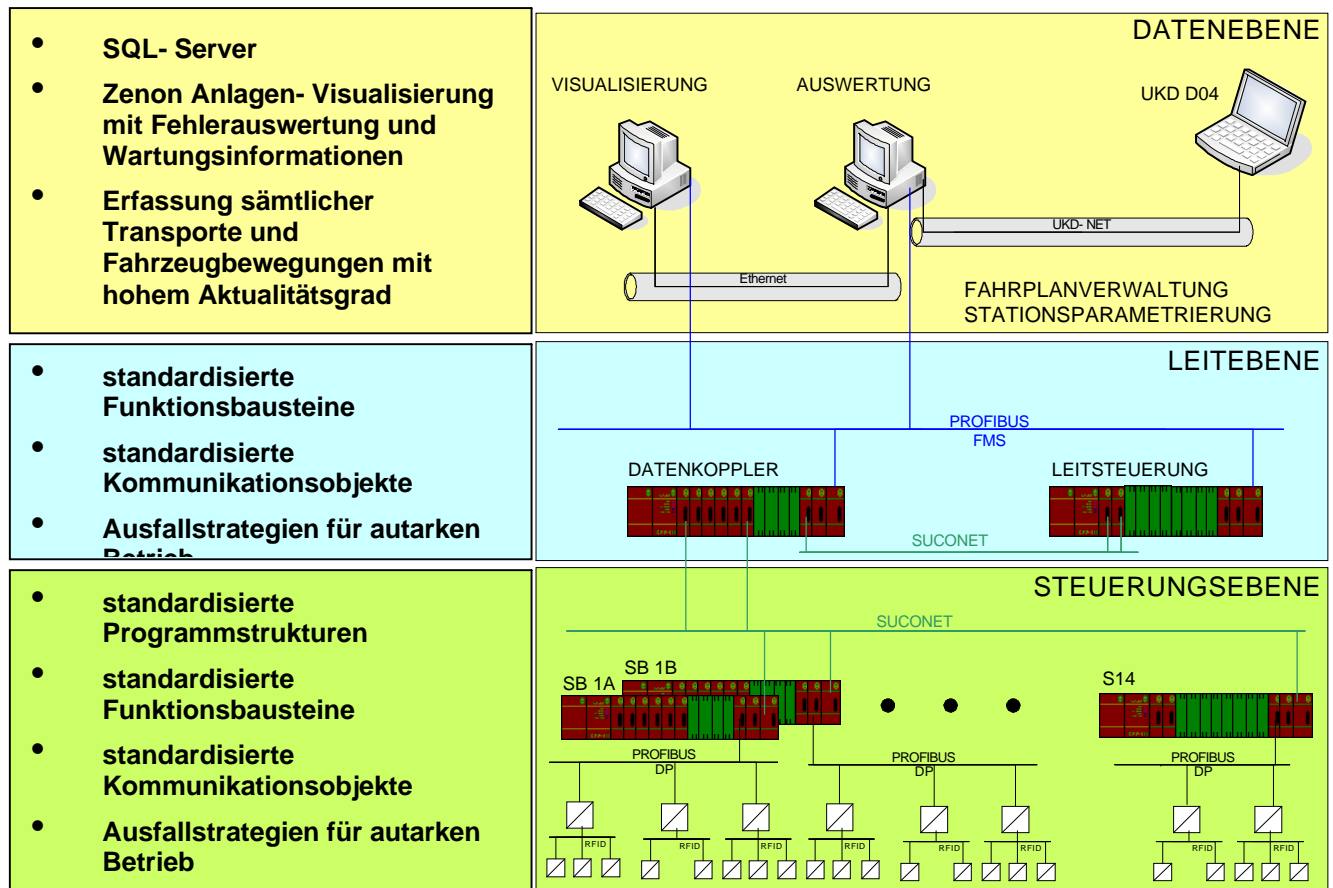 • SQL- Server
• Zenon Anlagen- Visualisierung
mit Fehlerauswertung und
Wartungsinformationen
• Erfassung sämtlicher
Transporte und
Fahrzeugbewegungen mit
hohem Aktualitätsgrad
DATENEBENE
VISUALISIERUNG
AUSWERTUNG
UKD D04
UKD- NET
Ethernet
FAHRPLANVERWALTUNG
STATIONSPARAMETRIERUNG
• standardisierte
Funktionsbausteine
• standardisierte
Kommunikationsobjekte
• Ausfallstrategien für autarken
Betrieb
LEITEBENE
PROFIBUS
FMS
DATENKOPPLER
LEITSTEUERUNG
SUCONET
• standardisierte
Programmstrukturen
• standardisierte
Funktionsbausteine
• standardisierte
Kommunikationsobjekte
• Ausfallstrategien für autarken
Betrieb
STEUERUNGSEBENE
SUCONET
SB 1A
SB 1B
S14
PROFIBUS
DP
PROFIBUS
DP
PROFIBUS
DP
RFID
RFID
RFID
RFID
RFID
RFID
RFID
RFID